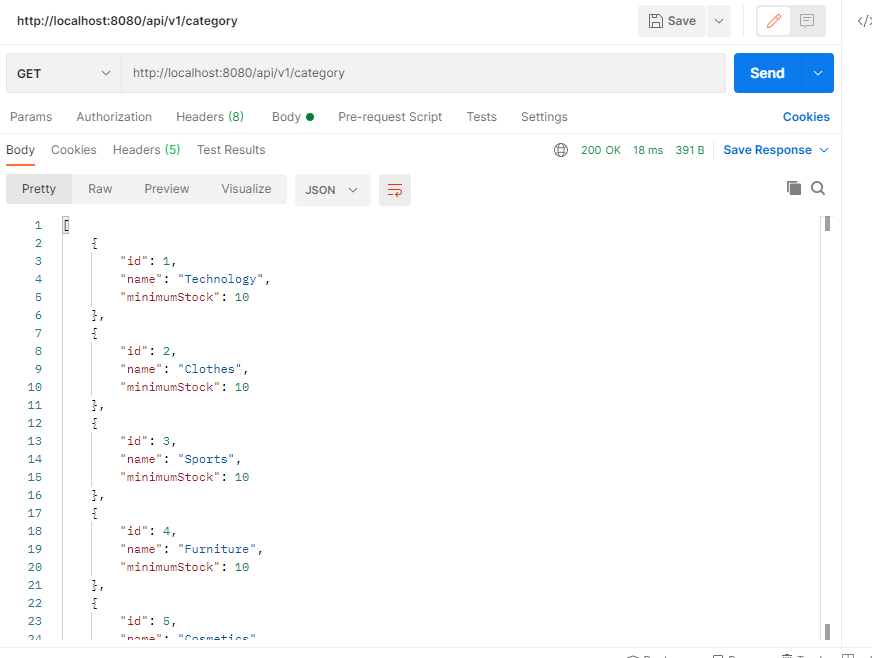 http://localhost:8080/api/v1/category Save </>
GET http://localhost:8080/api/v1/category Send
Params Authorization Headers (8) Body Pre-request Script Tests Settings Cookies
Body Cookies Headers (5) Test Results 200 OK 18 ms 391 B Save Response
Pretty Raw Preview Visualize JSON
1 [
2 {
3 "id": 1,
4 "name": "Technology",
5 "minimumStock": 10
6 },
7 {
8 "id": 2,
9 "name": "Clothes",
10 "minimumStock": 10
11 },
12 {
13 "id": 3,
14 "name": "Sports",
15 "minimumStock": 10
16 },
17 {
18 "id": 4,
19 "name": "Furniture",
20 "minimumStock": 10
21 },
22 {
23 "id": 5,
24 "name": "Cosmetics"